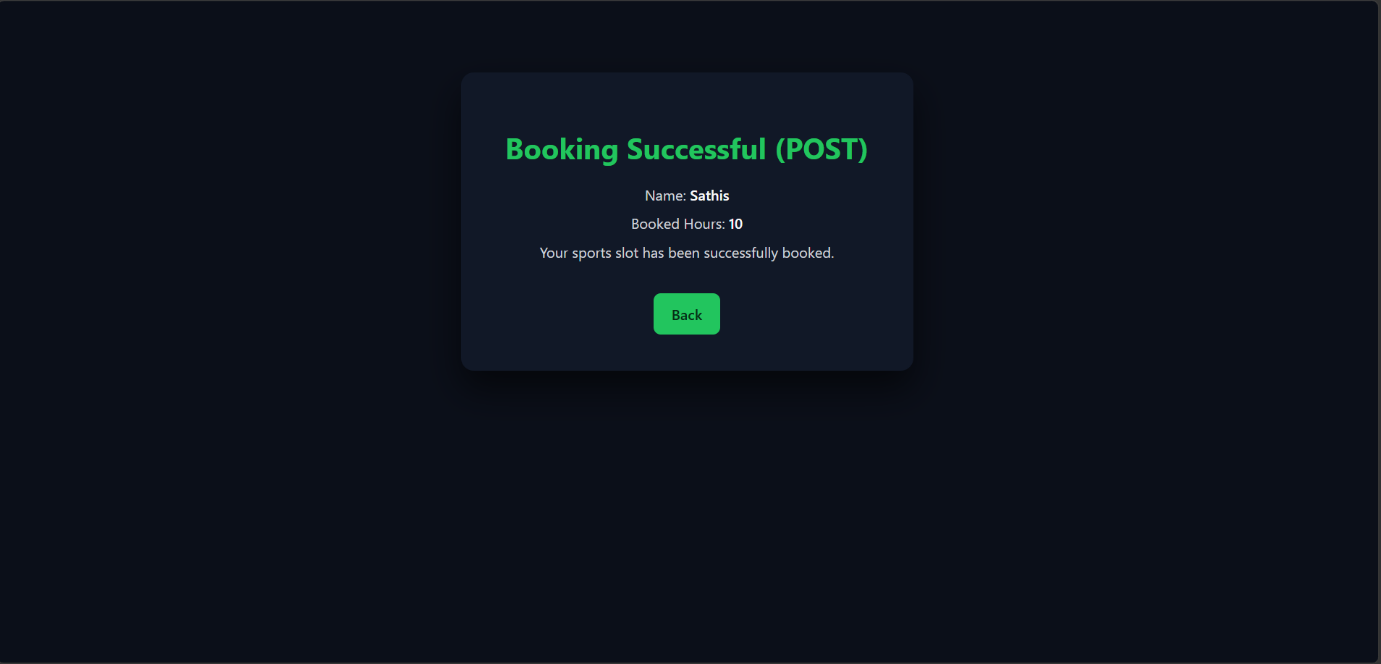 Booking Successful (POST)
Name: Sathis
Booked Hours: 10
Your sports slot has been successfully booked.
Back